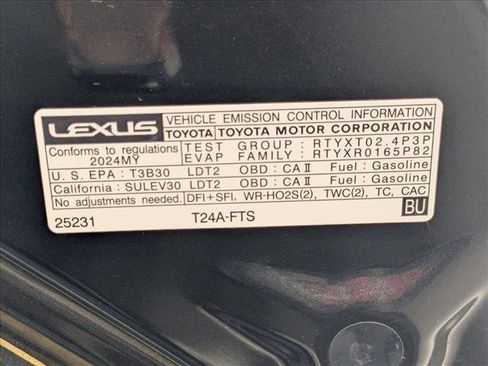 LEXUS VEHICLE EMISSION CONTROL INFORMATION
TOYOTA TOYOTA MOTOR CORPORATION
Conforms to regulations TEST GROUP : RTYXT02.4P3P
2024MY EVAP FAMILY : RTYXR0165P82
U. S. EPA : T3B30 LDT2 OBD : CA II Fuel : Gasoline
California : SULEV30 LDT2 OBD : CA II Fuel : Gasoline
No adjustments needed. DFI+SFI, WR-HO2S(2), TWC(2), TC, CAC
25231 T24A-FTS BU